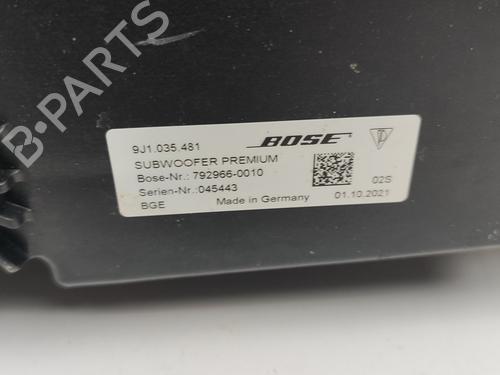 9J1.035.481
BOSE
SUBWOOFER PREMIUM
Bose-Nr.: 792966-0010
Serien-Nr.:045443
02S
BGE Made in Germany 01.10.2021
B-Parts